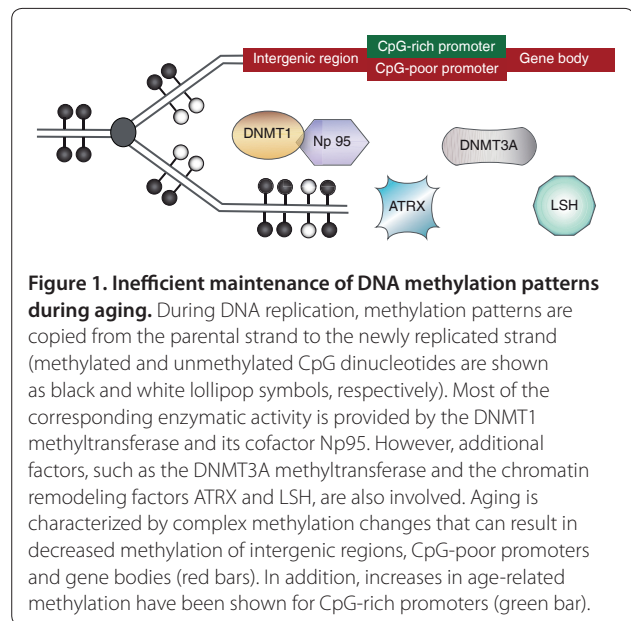 CpG-rich promoter
Intergenic region
CpG-poor promoter
Gene body
DNMT1
Np 95
DNMT3A
ATRX
LSH
Figure 1. Inefficient maintenance of DNA methylation patterns
during aging. During DNA replication, methylation patterns are
copied from the parental strand to the newly replicated strand
(methylated and unmethylated CpG dinucleotides are shown
as black and white lollipop symbols, respectively). Most of the
corresponding enzymatic activity is provided by the DNMT1
methyltransferase and its cofactor Np95. However, additional
factors, such as the DNMT3A methyltransferase and the chromatin
remodeling factors ATRX and LSH, are also involved. Aging is
characterized by complex methylation changes that can result in
decreased methylation of intergenic regions, CpG-poor promoters
and gene bodies (red bars). In addition, increases in age-related
methylation have been shown for CpG-rich promoters (green bar).